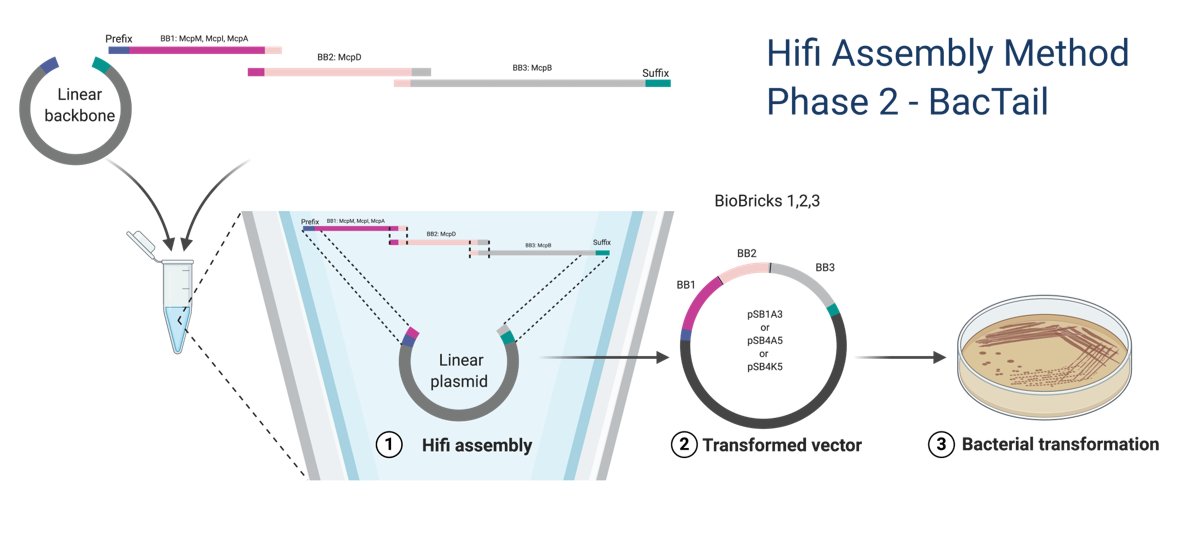 Hifi Assembly Method
Phase 2 - BacTail
Prefix
BB1: McpM, McpI, McpA
BB2: McpD
BB3: McpB
Suffix
Linear
backbone
Prefix
BB1: McpM, McpI, McpA
BB2: McpD
BB3: McpB
Suffix
Linear
plasmid
1 Hifi assembly
BioBricks 1,2,3
BB1
BB2
BB3
pSB1A3
or
pSB4A5
or
pSB4K5
2 Transformed vector
3 Bacterial transformation